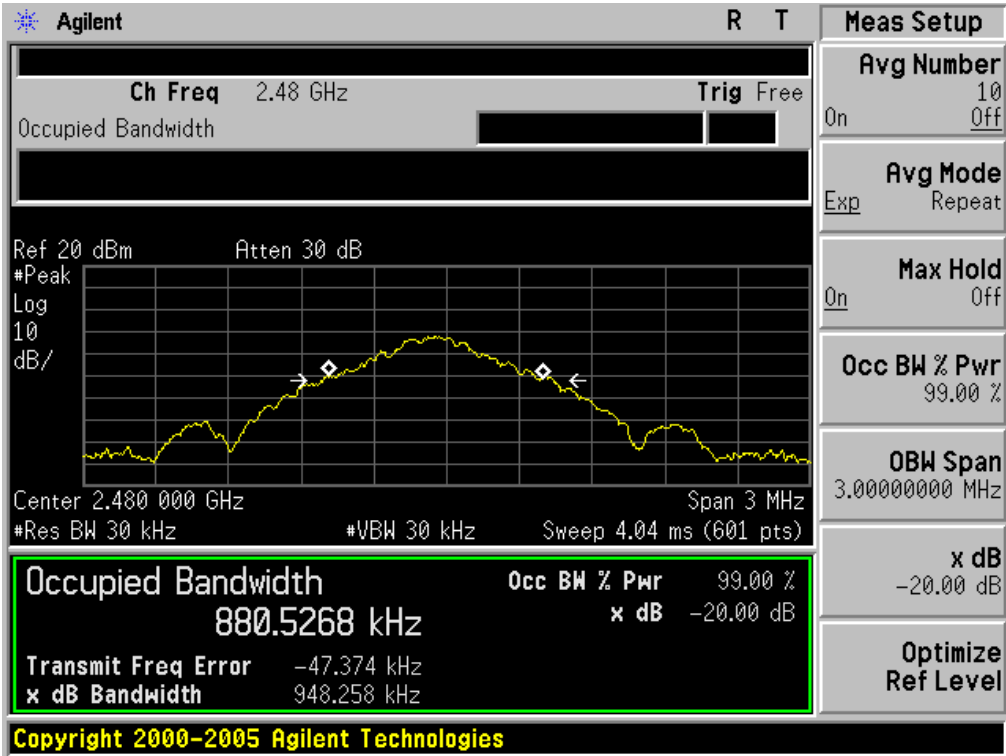 Agilent R T
Ch Freq 2.48 GHz Trig Free
Occupied Bandwidth
Ref 20 dBm Atten 30 dB
#Peak
Log
10
dB/
Center 2.480 000 GHz Span 3 MHz
#Res BW 30 kHz #VBW 30 kHz Sweep 4.04 ms (601 pts)
Occupied Bandwidth Occ BW % Pwr 99.00 %
880.5268 kHz x dB -20.00 dB
Transmit Freq Error -47.374 kHz
x dB Bandwidth 948.258 kHz
Copyright 2000-2005 Agilent Technologies
Meas Setup
Avg Number
10
On Off
Avg Mode
Exp Repeat
Max Hold
On Off
Occ BW % Pwr
99.00 %
OBW Span
3.00000000 MHz
x dB
-20.00 dB
Optimize
Ref Level